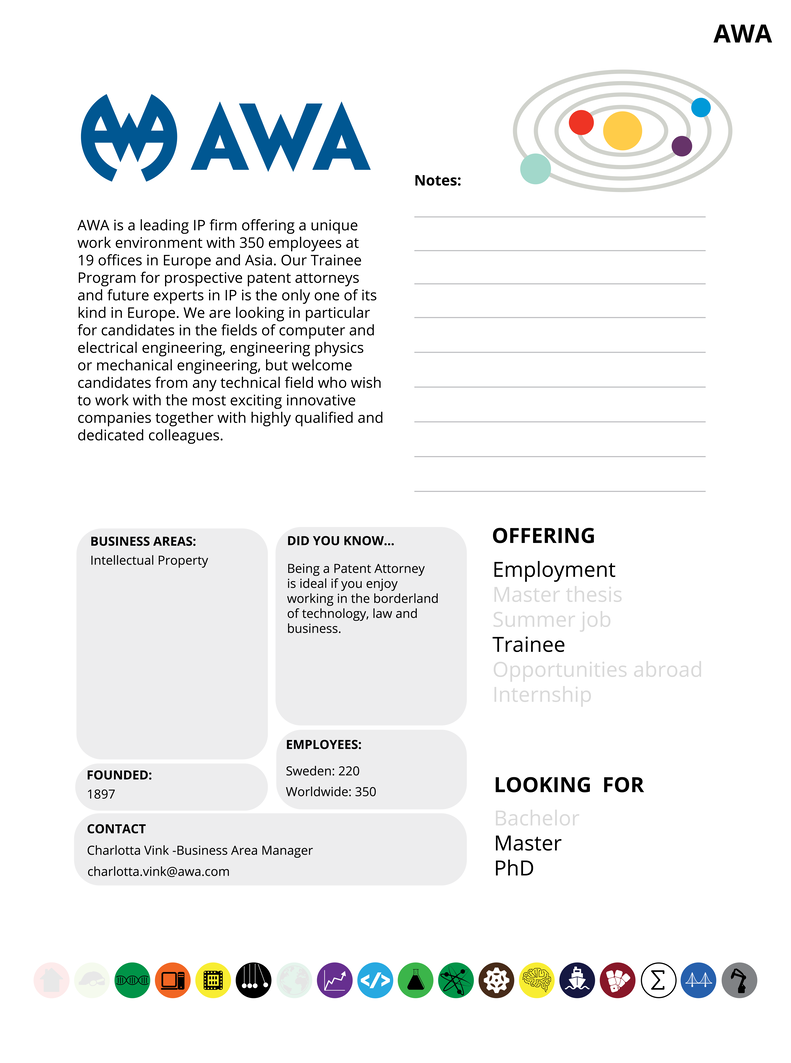 AWA
AWA
AWA
Notes:
AWA is a leading IP firm offering a unique
work environment with 350 employees at
19 offices in Europe and Asia. Our Trainee
Program for prospective patent attorneys
and future experts in IP is the only one of its
kind in Europe. We are looking in particular
for candidates in the fields of computer and
electrical engineering, engineering physics
or mechanical engineering, but welcome
candidates from any technical field who wish
to work with the most exciting innovative
companies together with highly qualified and
dedicated colleagues.
BUSINESS AREAS:
Intellectual Property
DID YOU KNOW...
Being a Patent Attorney
is ideal if you enjoy
working in the borderland
of technology, law and
business.
OFFERING
Employment
Master thesis
Summer job
Trainee
Opportunities abroad
Internship
EMPLOYEES:
Sweden: 220
Worldwide: 350
FOUNDED:
1897
LOOKING FOR
Bachelor
Master
PhD
CONTACT
Charlotta Vink -Business Area Manager
charlotta.vink@awa.com
</>
Σ